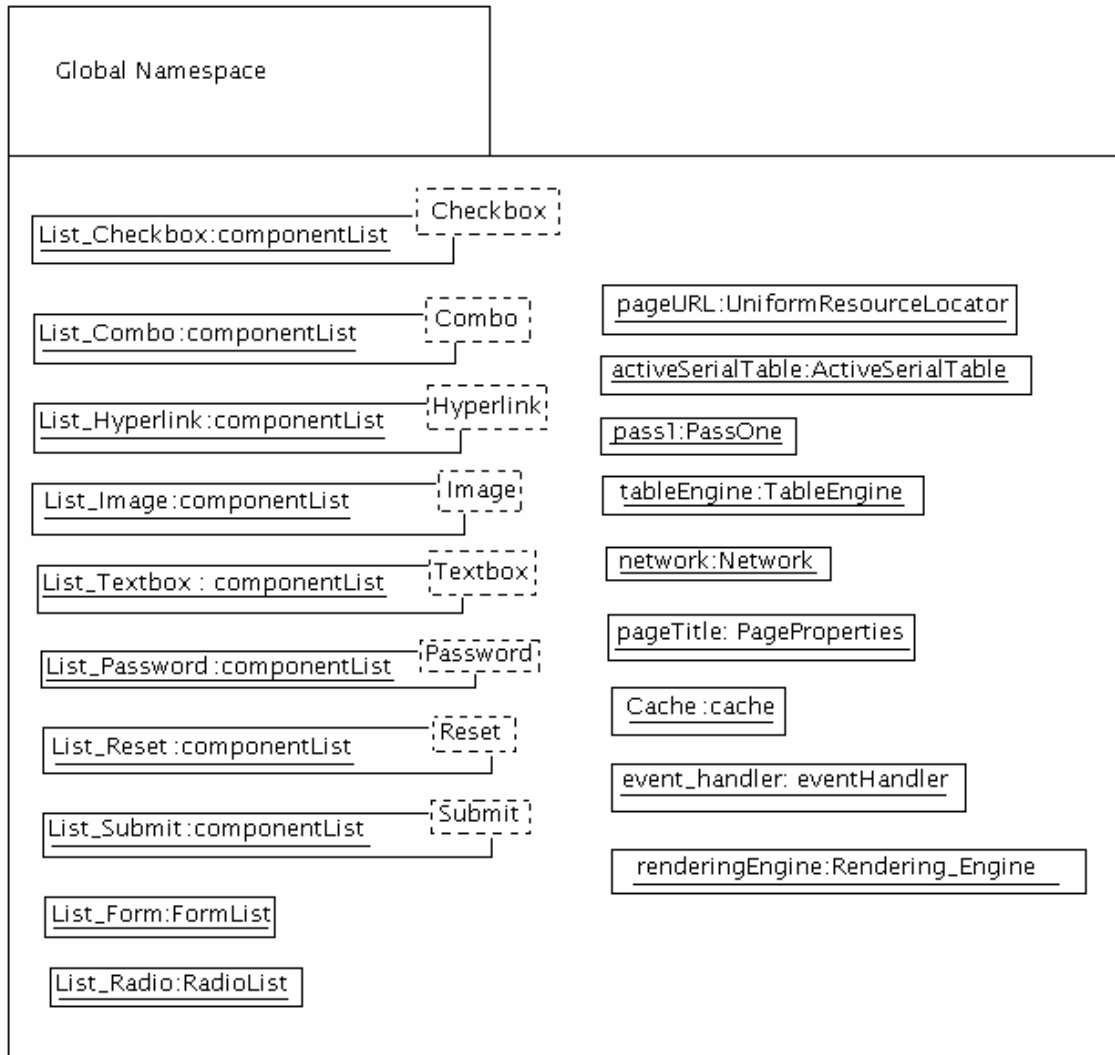 Global Namespace
Checkbox
List_Checkbox:componentList
Combo
List_Combo:componentList
Hyperlink
List_Hyperlink:componentList
Image
List_Image:componentList
Textbox
List_Textbox : componentList
Password
List_Password:componentList
Reset
List_Reset:componentList
Submit
List_Submit:componentList
List_Form:FormList
List_Radio:RadioList
pageURL:UniformResourceLocator
activeSerialTable:ActiveSerialTable
pass1:PassOne
tableEngine:TableEngine
network:Network
pageTitle: PageProperties
Cache:cache
event_handler: eventHandler
renderingEngine:Rendering_Engine